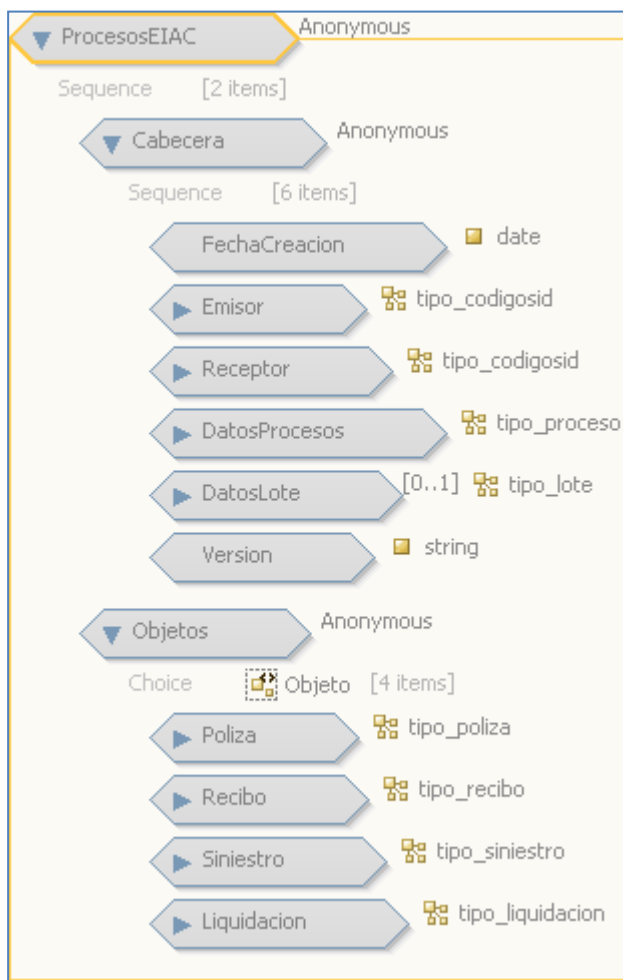 ProcesosEIAC Anonymous
Sequence [2 items]
Cabecera Anonymous
Sequence [6 items]
FechaCreacion date
Emisor tipo_codigosid
Receptor tipo_codigosid
DatosProcesos tipo_proceso
DatosLote [0..1] tipo_lote
Version string
Objetos Anonymous
Choice Objeto [4 items]
Poliza tipo_poliza
Recibo tipo_recibo
Siniestro tipo_siniestro
Liquidacion tipo_liquidacion